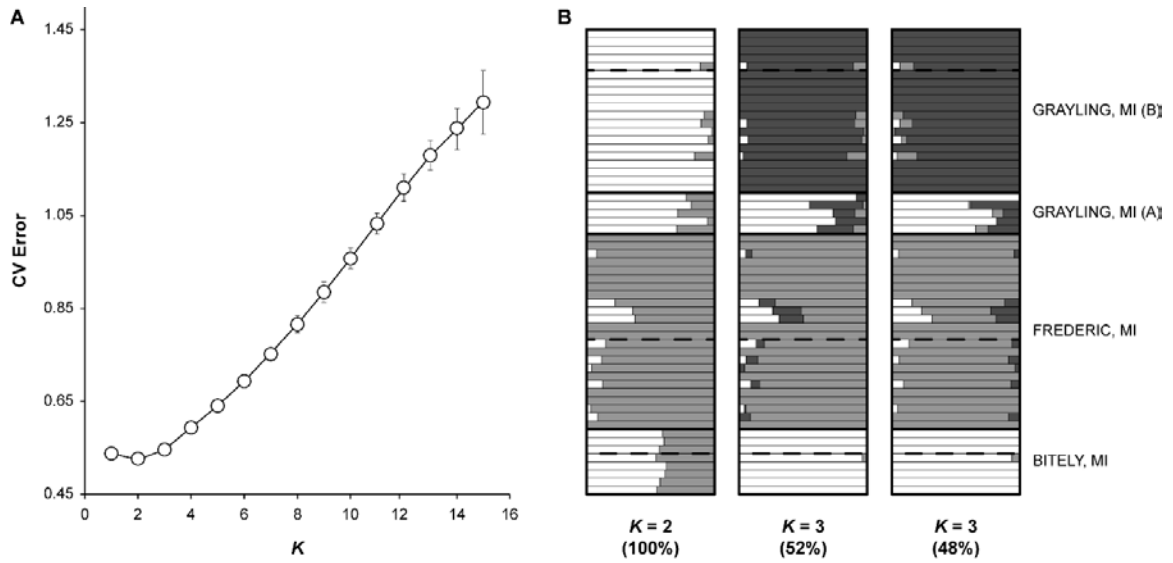 A
B
1.45
1.25
1.05
0.85
0.65
0.45
CV Error
0 2 4 6 8 10 12 14 16
K
GRAYLING, MI (B)
GRAYLING, MI (A)
FREDERIC, MI
BITELY, MI
K = 2
(100%)
K = 3
(52%)
K = 3
(48%)